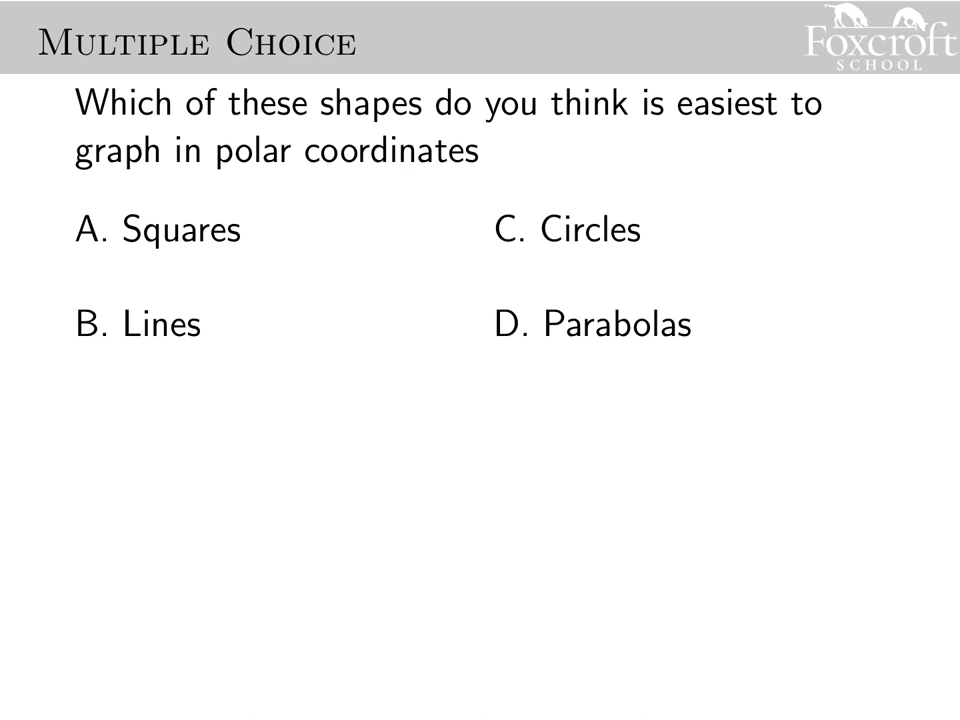 Multiple Choice
Foxcroft
SCHOOL
Which of these shapes do you think is easiest to
graph in polar coordinates
A. Squares
C. Circles
B. Lines
D. Parabolas